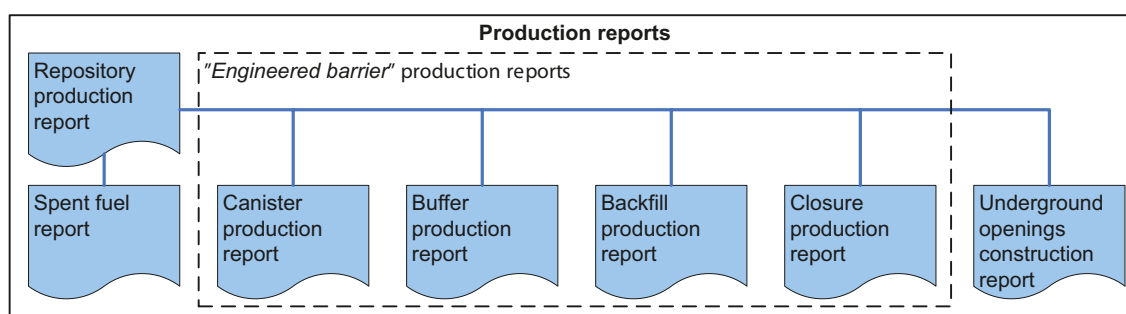 Production reports
Repository
production
report
"Engineered barrier" production reports
Spent fuel
report
Canister
production
report
Buffer
production
report
Backfill
production
report
Closure
production
report
Underground
openings
construction
report